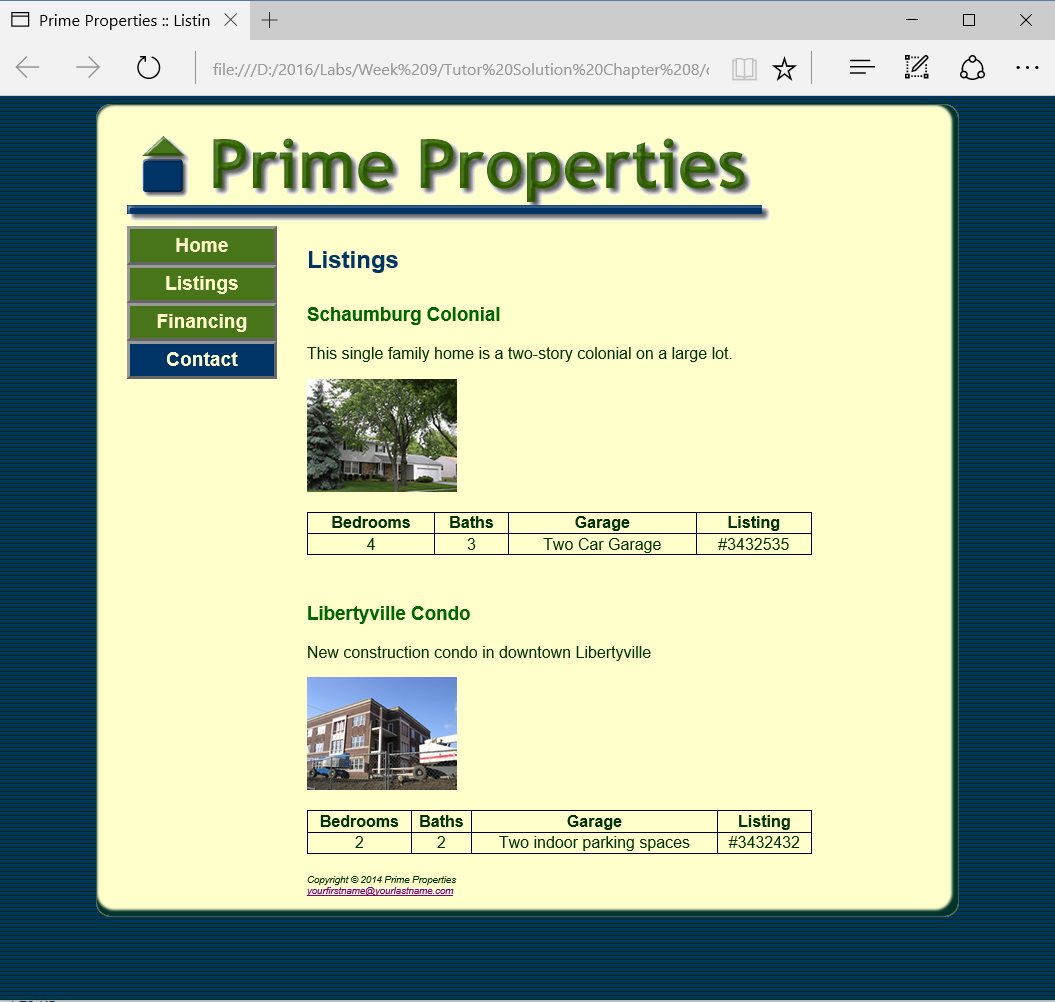 Prime Properties :: Listin
file:///D:/2016/Labs/Week%209/Tutor%20Solution%20Chapter%208/
Prime Properties
Home
Listings
Financing
Contact
Listings
Schaumburg Colonial
This single family home is a two-story colonial on a large lot.
Bedrooms Baths Garage Listing
4 3 Two Car Garage #3432535
Libertyville Condo
New construction condo in downtown Libertyville
Bedrooms Baths Garage Listing
2 2 Two indoor parking spaces #3432432
Copyright © 2014 Prime Properties
yourfirstname@yourlastname.com